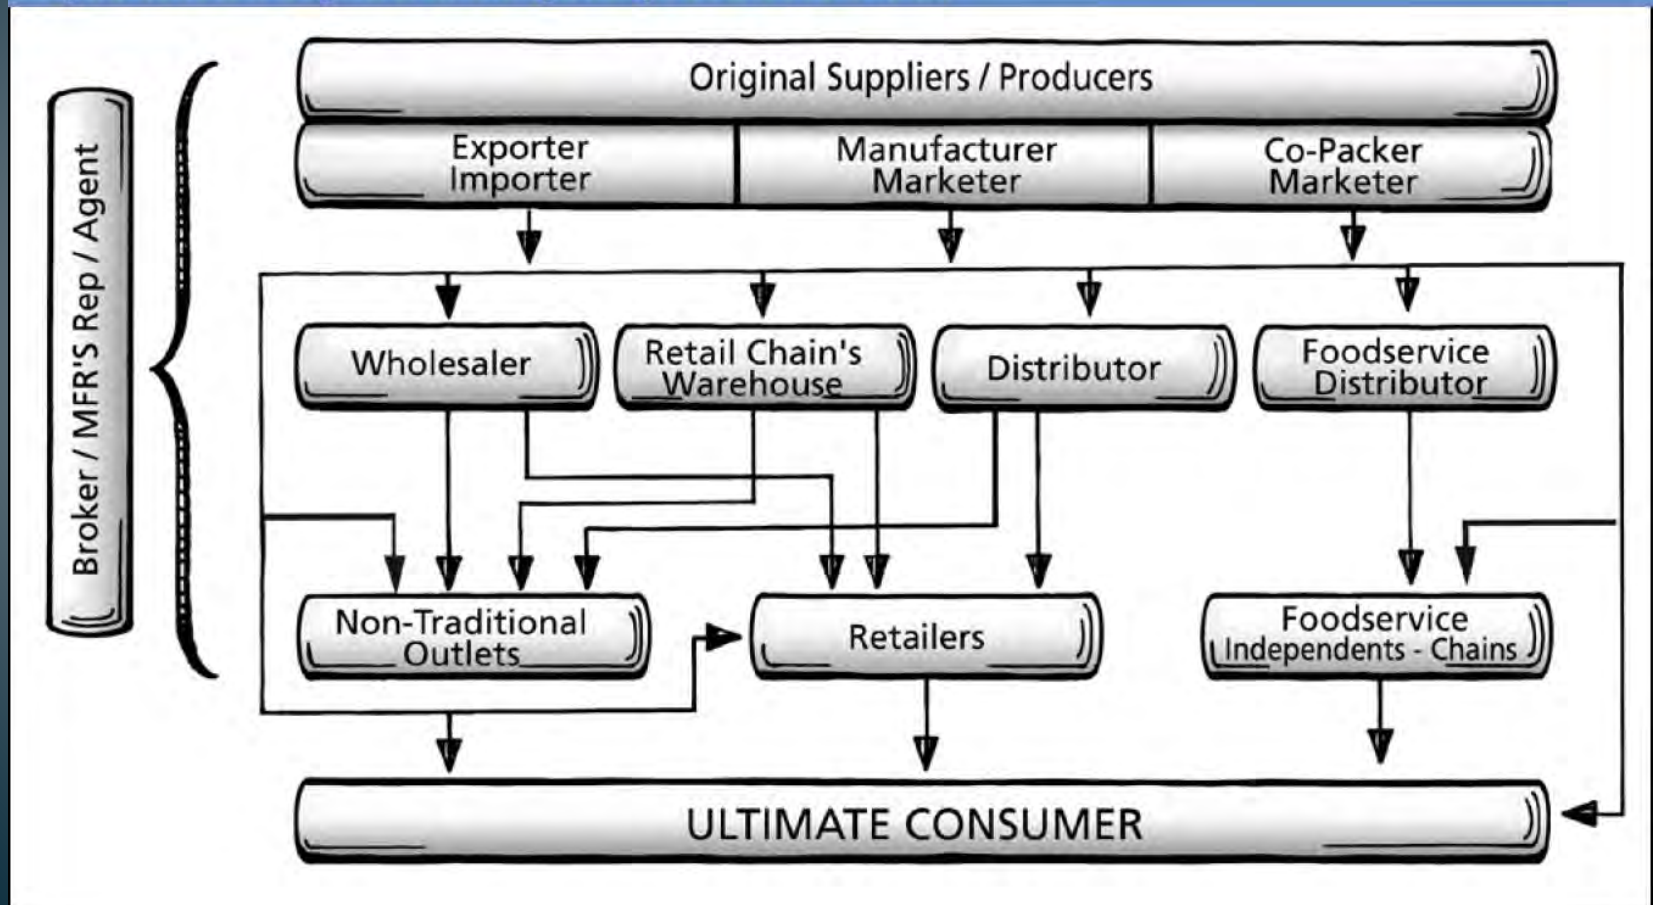 Broker / MFR'S Rep / Agent
Original Suppliers / Producers
Exporter
Importer
Manufacturer
Marketer
Co-Packer
Marketer
Wholesaler
Retail Chain's
Warehouse
Distributor
Foodservice
Distributor
Non-Traditional
Outlets
Retailers
Foodservice
Independents - Chains
ULTIMATE CONSUMER